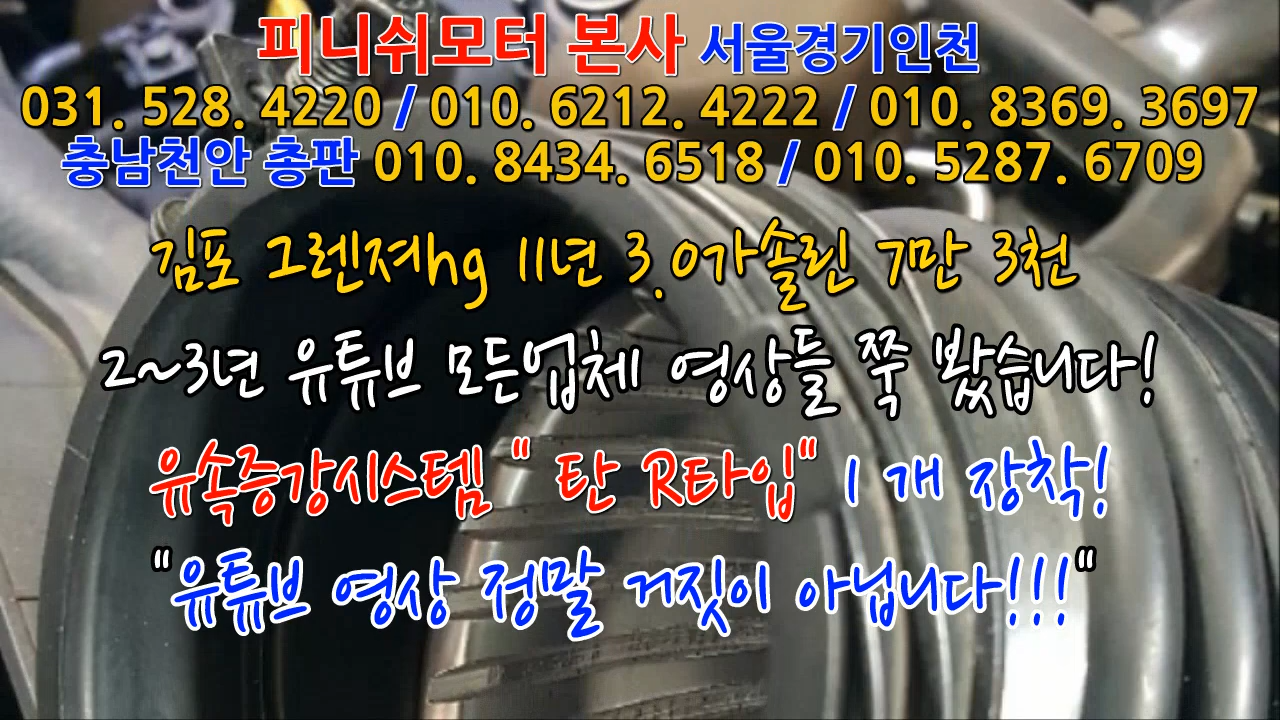 피니쉬모터 본사 서울경기인천
031. 528. 4220 / 010. 6212. 4222 / 010. 8369. 3697
충남천안 총판 010. 8434. 6518 / 010. 5287. 6709
김포 그렌져hg 11년 3.0가솔린 7만 3천
2~3년 유튜브 모든업체 영상들 쭉 봤습니다!
유속증강시스템 " 탄 R타입" 1 개 장착!
"유튜브 영상 정말 거짓이 아닙니다!!!"